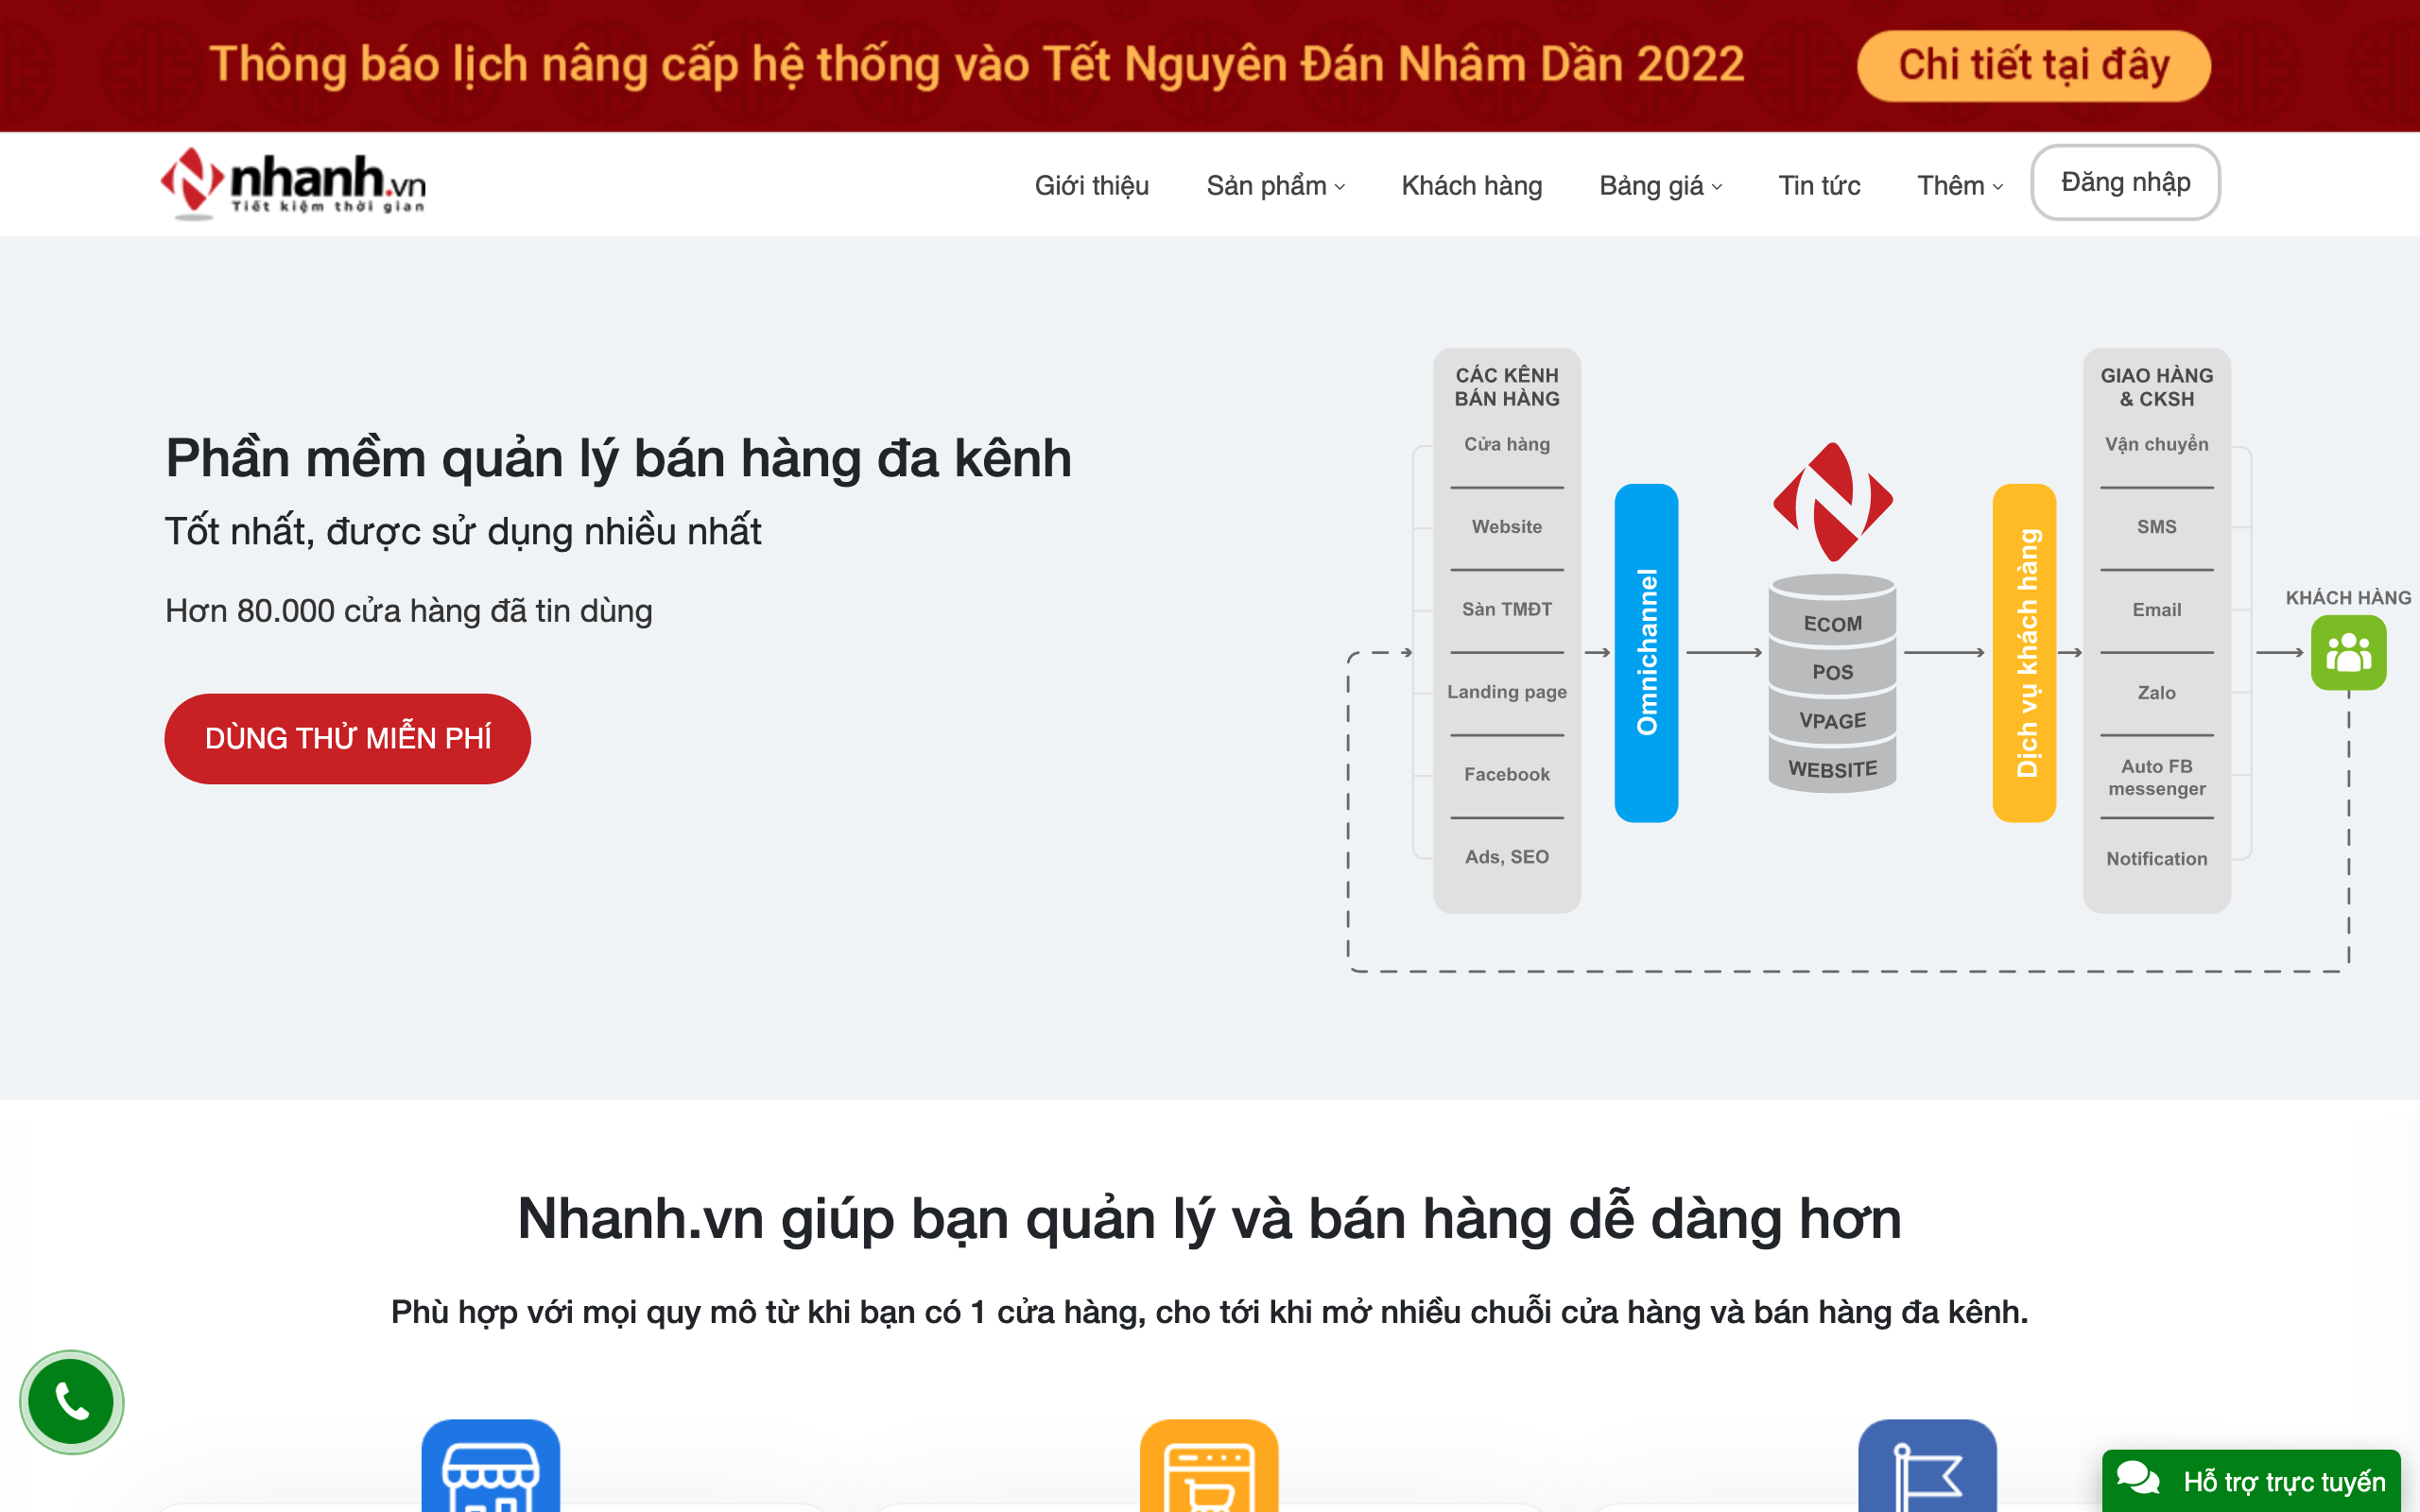 Thông báo lịch nâng cấp hệ thống vào Tết Nguyên Đán Nhâm Dần 2022
Chi tiết tại đây
nhanh.vn
Tiết kiệm thời gian
Giới thiệu
Sản phẩm
Khách hàng
Bảng giá
Tin tức
Thêm
Đăng nhập
Phần mềm quản lý bán hàng đa kênh
Tốt nhất, được sử dụng nhiều nhất
Hơn 80.000 cửa hàng đã tin dùng
DÙNG THỬ MIỄN PHÍ
CÁC KÊNH
BÁN HÀNG
Cửa hàng
Website
Sàn TMĐT
Landing page
Facebook
Ads, SEO
Omnichannel
ECOM
POS
VPAGE
WEBSITE
Dịch vụ khách hàng
GIAO HÀNG
& CKSH
Vận chuyển
SMS
Email
Zalo
Auto FB
messenger
Notification
KHÁCH HÀNG
Nhanh.vn giúp bạn quản lý và bán hàng dễ dàng hơn
Phù hợp với mọi quy mô từ khi bạn có 1 cửa hàng, cho tới khi mở nhiều chuỗi cửa hàng và bán hàng đa kênh.
Hỗ trợ trực tuyến